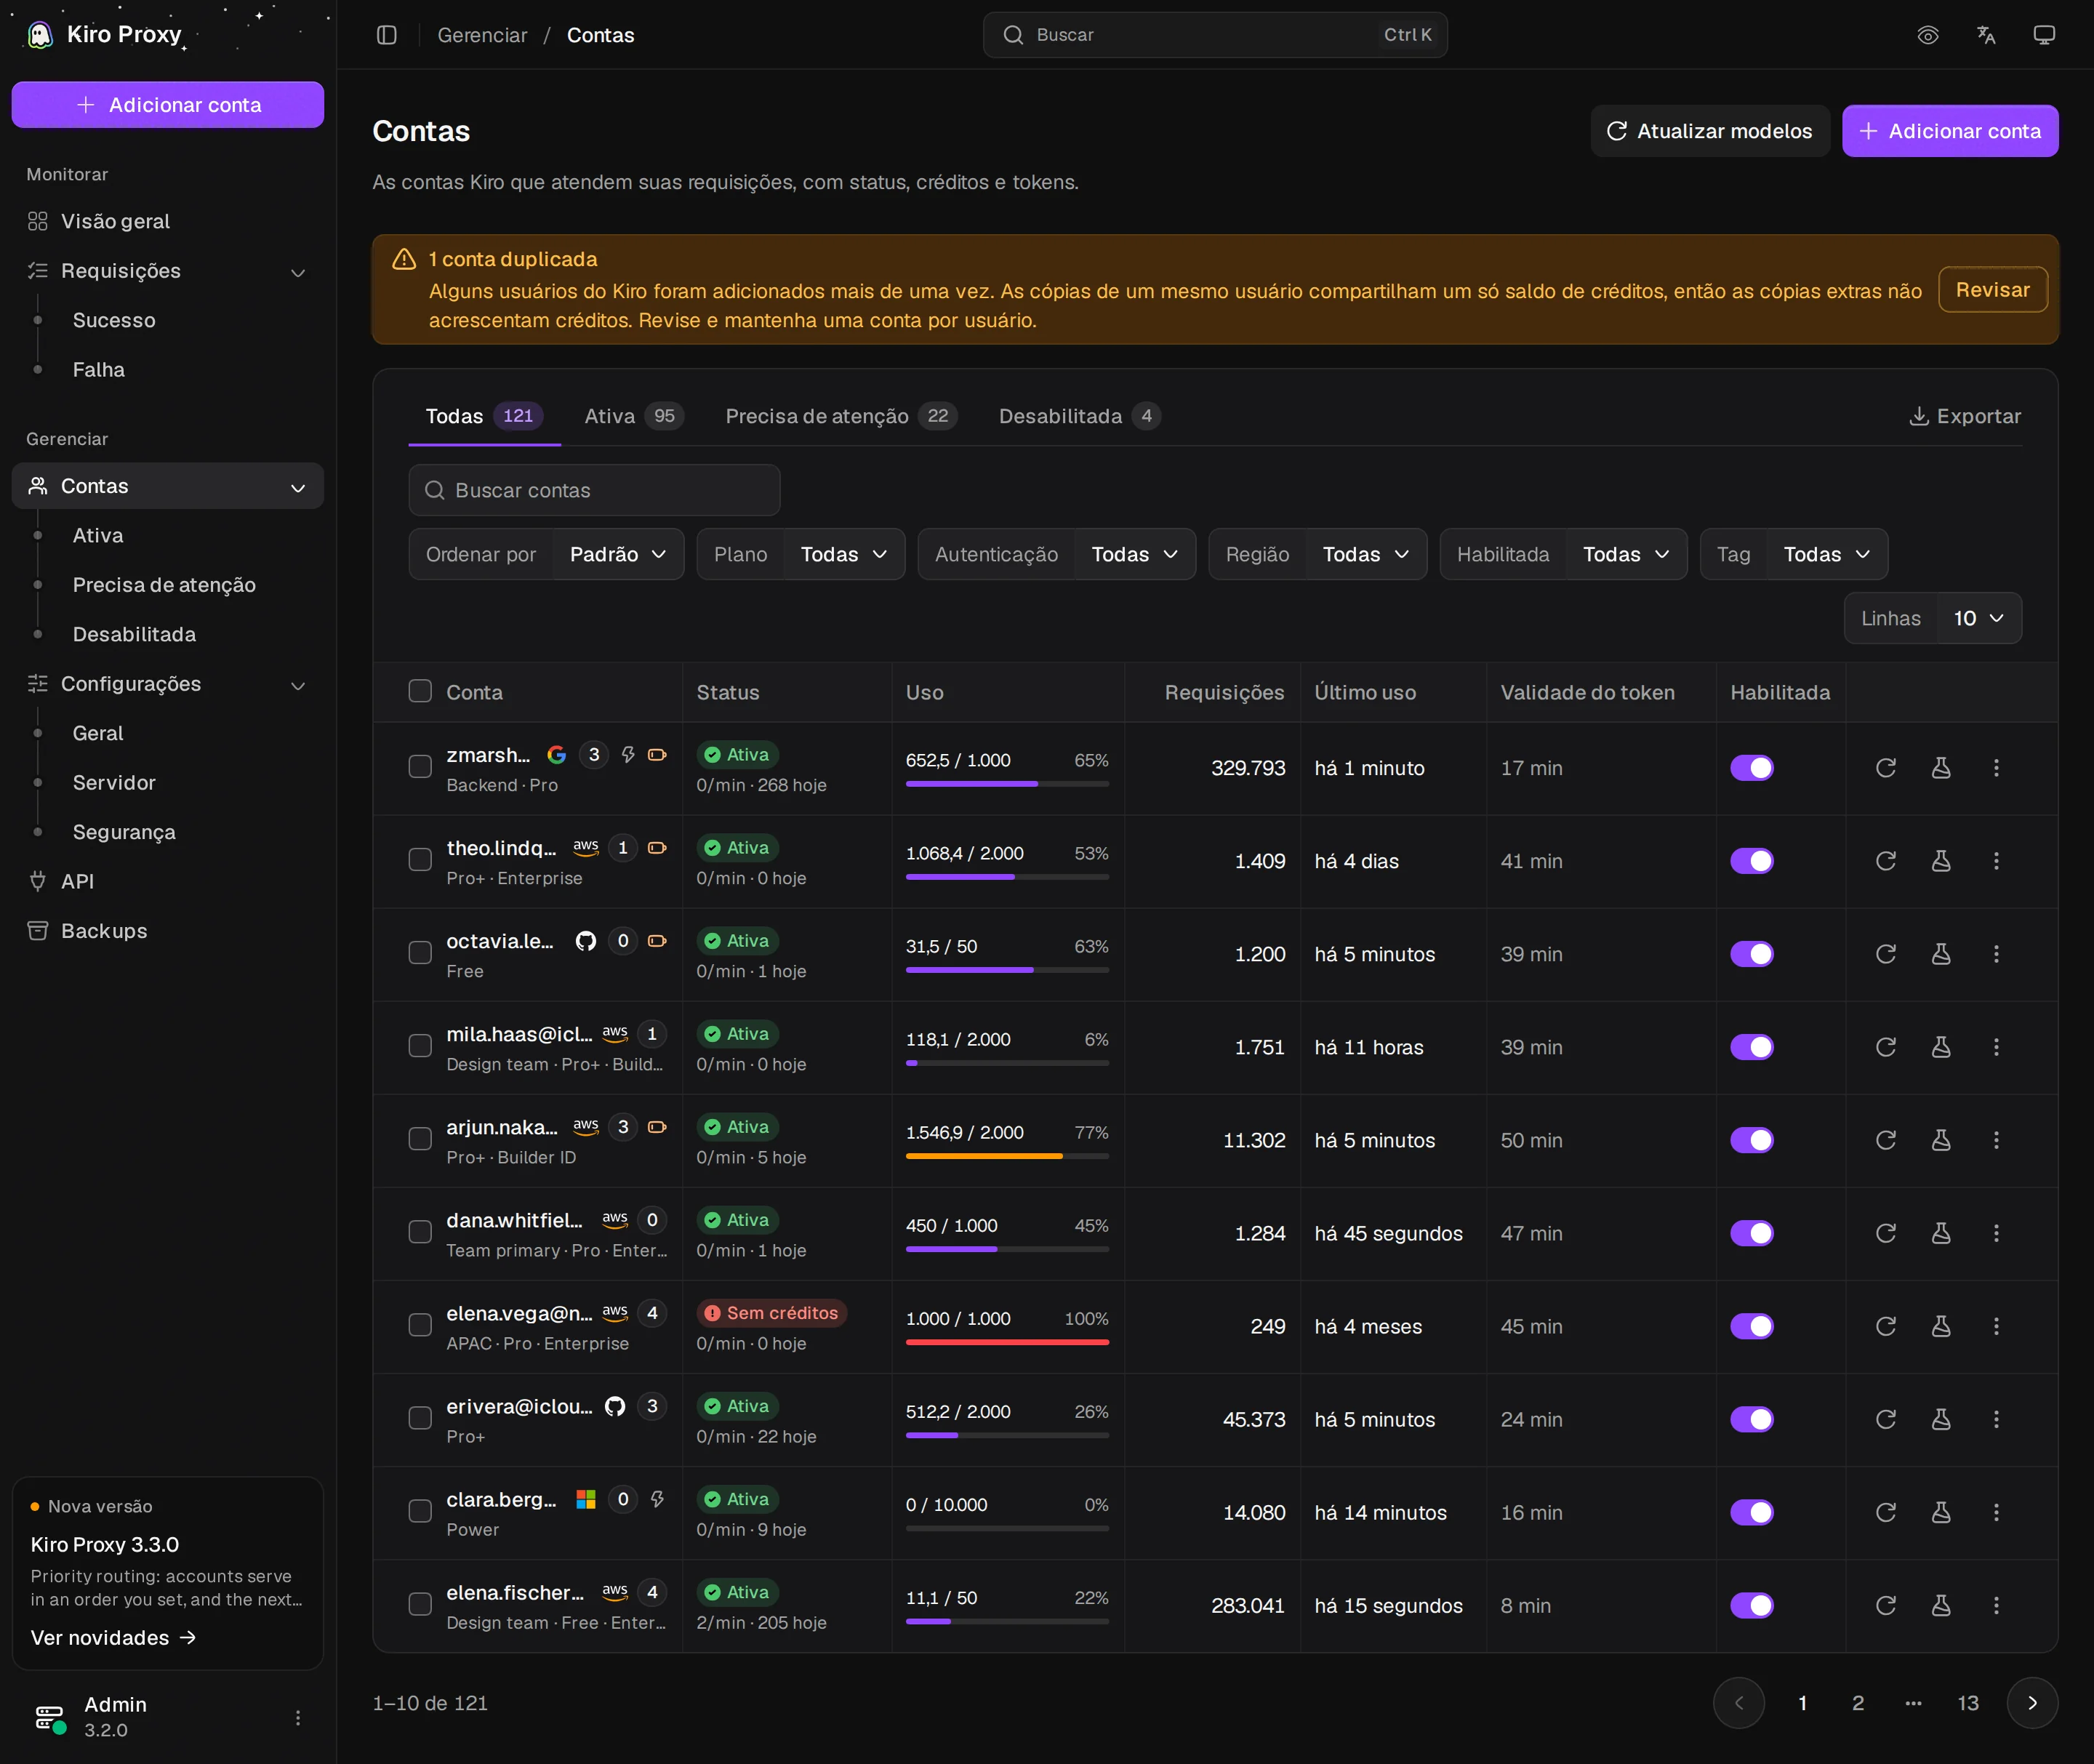 Kiro Proxy
Adicionar conta
Monitorar
Visão geral
Requisições
Sucesso
Falha
Gerenciar
Contas
Ativa
Precisa de atenção
Desabilitada
Configurações
Geral
Servidor
Segurança
API
Backups
Nova versão
Kiro Proxy 3.3.0
Priority routing: accounts serve
in an order you set, and the next...
Ver novidades
Admin
3.2.0
Gerenciar / Contas
Buscar Ctrl K
Contas
Atualizar modelos
Adicionar conta
As contas Kiro que atendem suas requisições, com status, créditos e tokens.
1 conta duplicada
Alguns usuários do Kiro foram adicionados mais de uma vez. As cópias de um mesmo usuário compartilham um só saldo de créditos, então as cópias extras não
acrescentam créditos. Revise e mantenha uma conta por usuário.
Revisar
Todas 121 Ativa 95 Precisa de atenção 22 Desabilitada 4 Exportar
Buscar contas
Ordenar por Padrão Plano Todas Autenticação Todas Região Todas Habilitada Todas Tag Todas
Linhas 10
Conta Status Uso Requisições Último uso Validade do token Habilitada
zmarsh... 3 Ativa 652,5 / 1.000 65% 329.793 há 1 minuto 17 min
Backend · Pro 0/min · 268 hoje
theo.lindq... aws 1 Ativa 1.068,4 / 2.000 53% 1.409 há 4 dias 41 min
Pro+ · Enterprise 0/min · 0 hoje
octavia.le... 0 Ativa 31,5 / 50 63% 1.200 há 5 minutos 39 min
Free 0/min · 1 hoje
mila.haas@icl... aws 1 Ativa 118,1 / 2.000 6% 1.751 há 11 horas 39 min
Design team · Pro+ · Build... 0/min · 0 hoje
arjun.naka... aws 3 Ativa 1.546,9 / 2.000 77% 11.302 há 5 minutos 50 min
Pro+ · Builder ID 0/min · 5 hoje
dana.whitfiel... aws 0 Ativa 450 / 1.000 45% 1.284 há 45 segundos 47 min
Team primary · Pro · Enter... 0/min · 1 hoje
elena.vega@n... aws 4 Sem créditos 1.000 / 1.000 100% 249 há 4 meses 45 min
APAC · Pro · Enterprise 0/min · 0 hoje
erivera@iclou... 3 Ativa 512,2 / 2.000 26% 45.373 há 5 minutos 24 min
Pro+ 0/min · 22 hoje
clara.berg... 0 Ativa 0 / 10.000 0% 14.080 há 14 minutos 16 min
Power 0/min · 9 hoje
elena.fischer... aws 4 Ativa 11,1 / 50 22% 283.041 há 15 segundos 8 min
Design team · Free · Enter... 2/min · 205 hoje
1–10 de 121
1 2 ··· 13